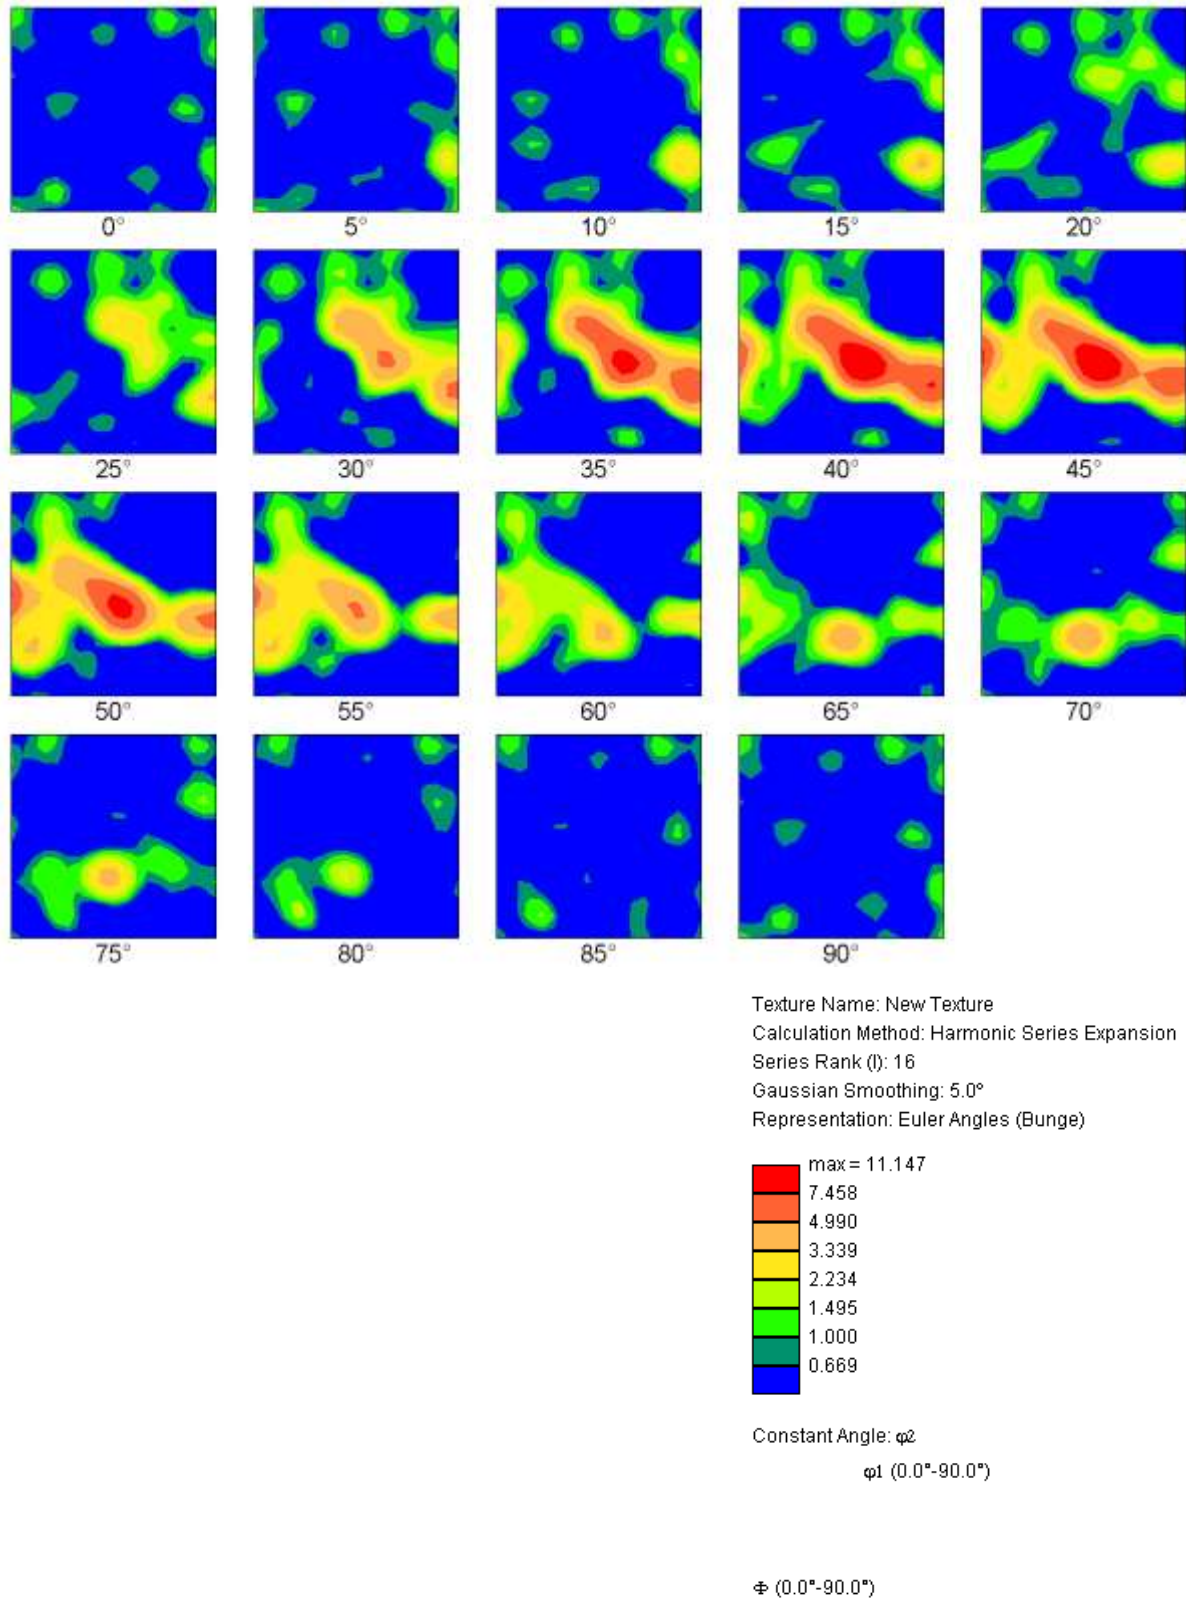 0° 5° 10° 15° 20°
25° 30° 35° 40° 45°
50° 55° 60° 65° 70°
75° 80° 85° 90°
Texture Name: New Texture
Calculation Method: Harmonic Series Expansion
Series Rank (l): 16
Gaussian Smoothing: 5.0°
Representation: Euler Angles (Bunge)
max = 11.147
7.458
4.990
3.339
2.234
1.495
1.000
0.669
Constant Angle: φ2
φ1 (0.0°-90.0°)
Φ (0.0°-90.0°)